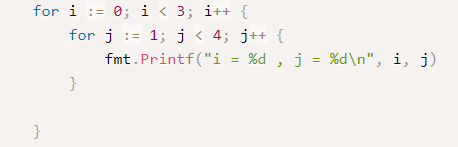 for i := 0; i < 3; i++ {
    for j := 1; j < 4; j++ {
        fmt.Printf("i = %d , j = %d\n", i, j)
    }
}